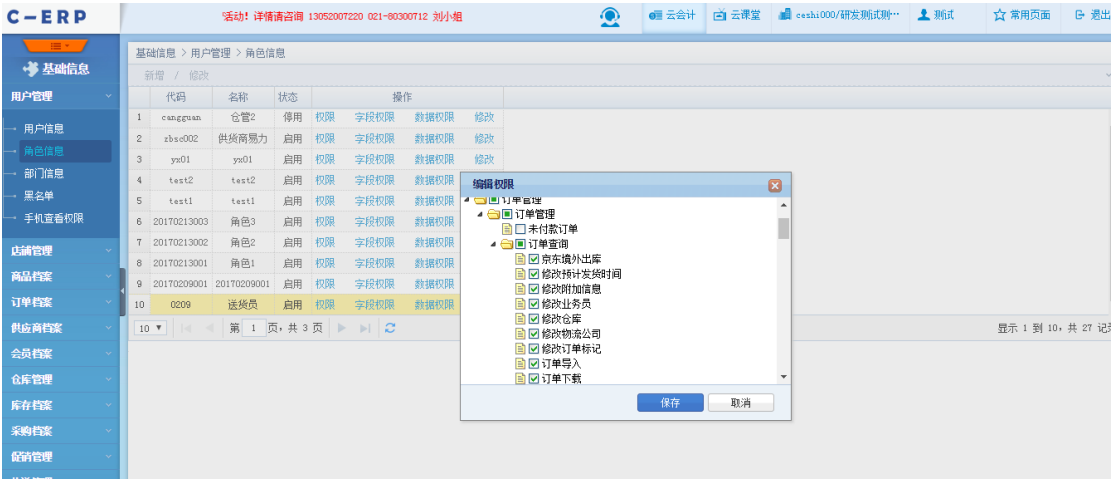 C-ERP
活动! 详情请咨询 13052007220 021-80300712 刘小姐
云会计
云课堂
ceshi000/研发测试测…
测试
常用页面
退出
基础信息
用户管理
用户信息
角色信息
部门信息
黑名单
手机查看权限
店铺管理
商品档案
订单档案
供应商档案
会员档案
仓库管理
库存档案
采购档案
促销管理
基础信息 > 用户管理 > 角色信息
新增 / 修改
代码 名称 状态 操作
1 cangguan 仓管2 停用 权限 字段权限 数据权限 修改
2 zbsc002 供货商易力 启用 权限 字段权限 数据权限 修改
3 yx01 yx01 启用 权限 字段权限 数据权限 修改
4 test2 test2 启用 权限 字段权限 数据权限
5 test1 test1 启用 权限 字段权限 数据权限
6 20170213003 角色3 启用 权限 字段权限 数据权限
7 20170213002 角色2 启用 权限 字段权限 数据权限
8 20170213001 角色1 启用 权限 字段权限 数据权限
9 20170209001 20170209001 启用 权限 字段权限 数据权限
10 0209 送货员 启用 权限 字段权限 数据权限
10 第 1 页, 共 3 页
显示 1 到 10, 共 27 记
编辑权限
订单管理
订单管理
未付款订单
订单查询
京东境外出库
修改预计发货时间
修改附加信息
修改业务员
修改仓库
修改物流公司
修改订单标记
订单导入
订单下载
保存 取消